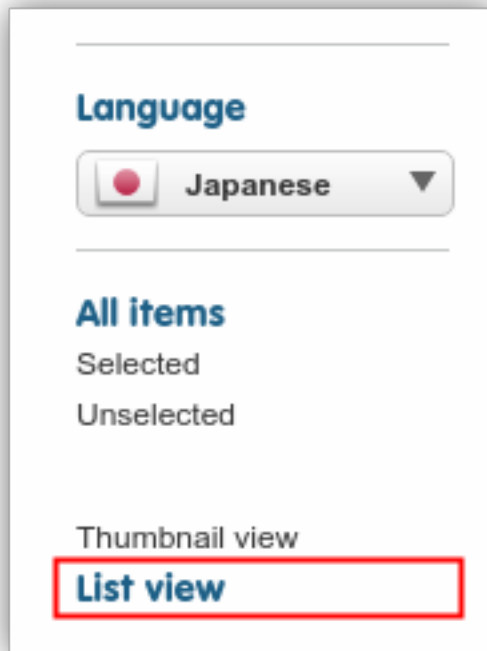 Language
Japanese
All items
Selected
Unselected
Thumbnail view
List view